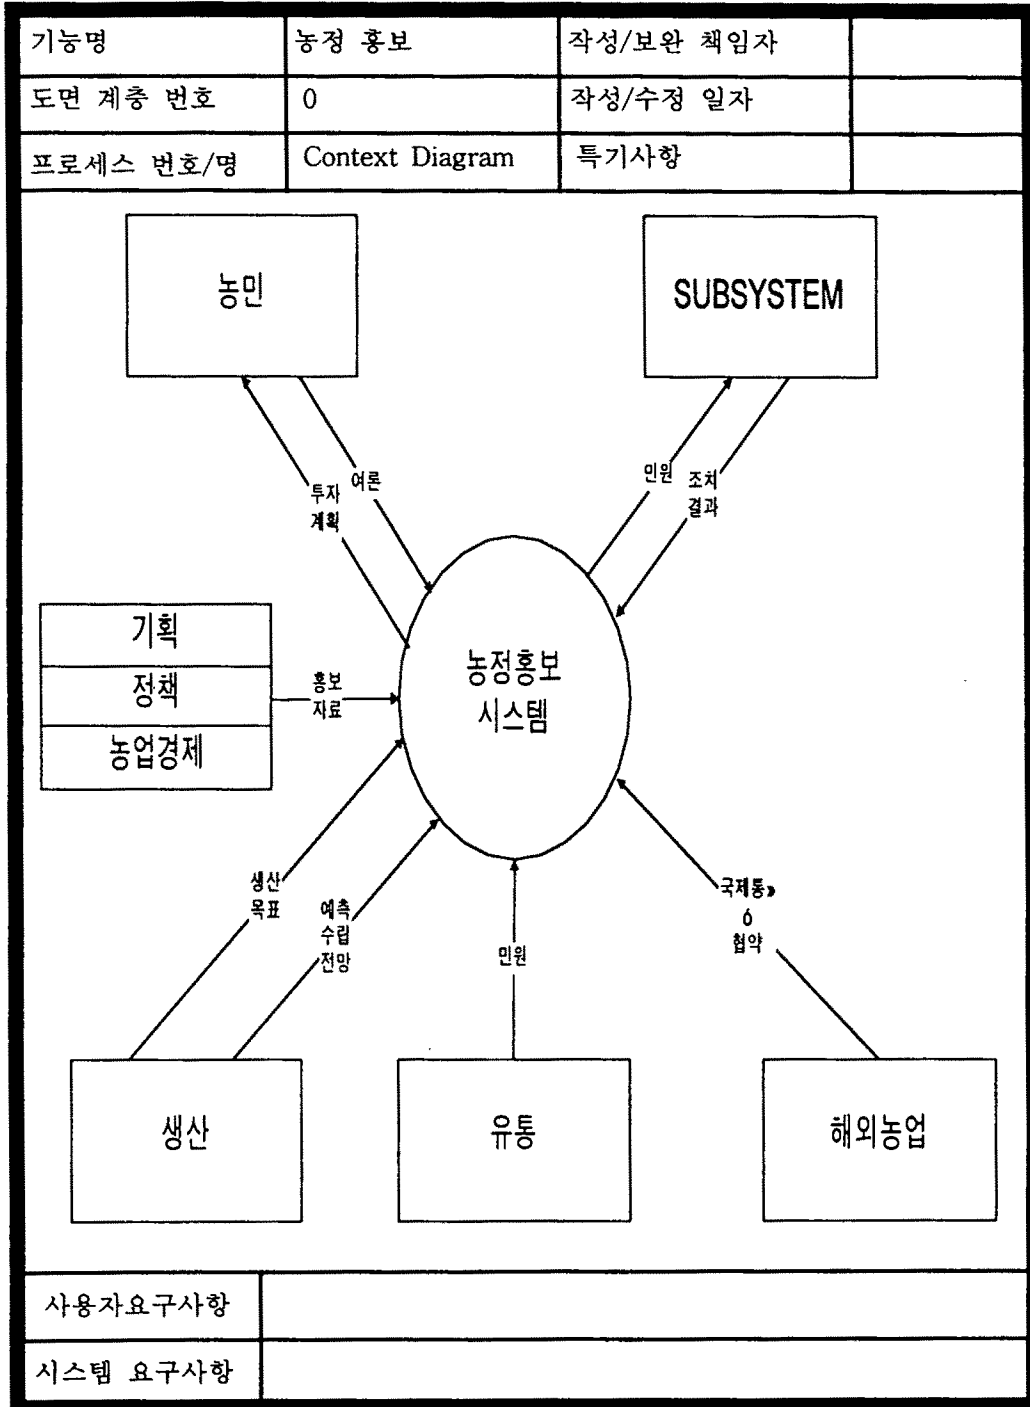 기능명 농정 홍보 작성/보완 책임자
도면 계층 번호 0 작성/수정 일자
프로세스 번호/명 Context Diagram 특기사항
농민
SUBSYSTEM
여론
투자
계획
민원
조치
결과
기획
정책
농업경제
홍보
자료
농정홍보
시스템
생산
목표
예측
수립
전망
민원
국제통»
ó
협약
생산
유통
해외농업
사용자요구사항
시스템 요구사항